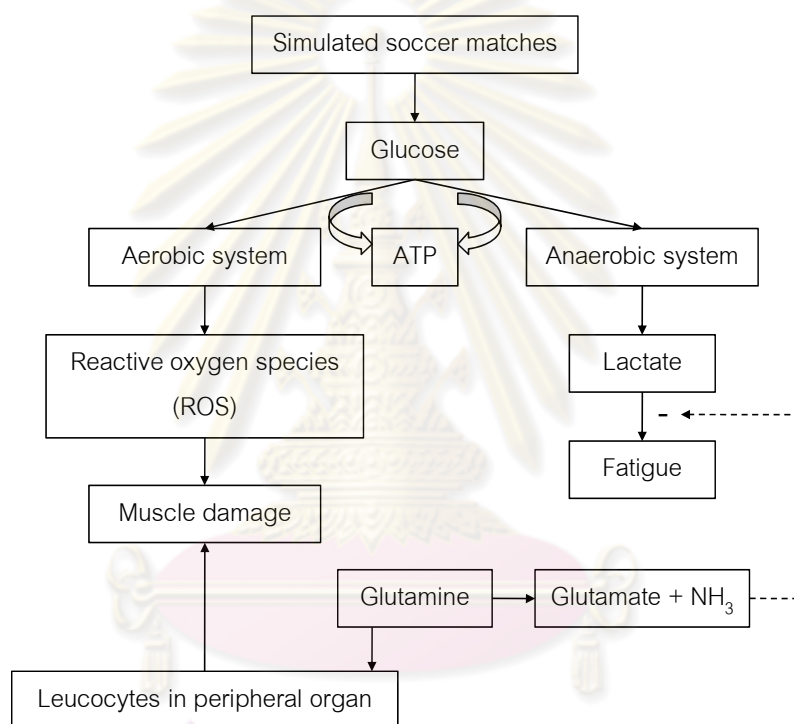 Simulated soccer matches
Glucose
Aerobic system
ATP
Anaerobic system
Reactive oxygen species
(ROS)
Lactate
-
Fatigue
Muscle damage
Glutamine
Glutamate + NH₃
Leucocytes in peripheral organ